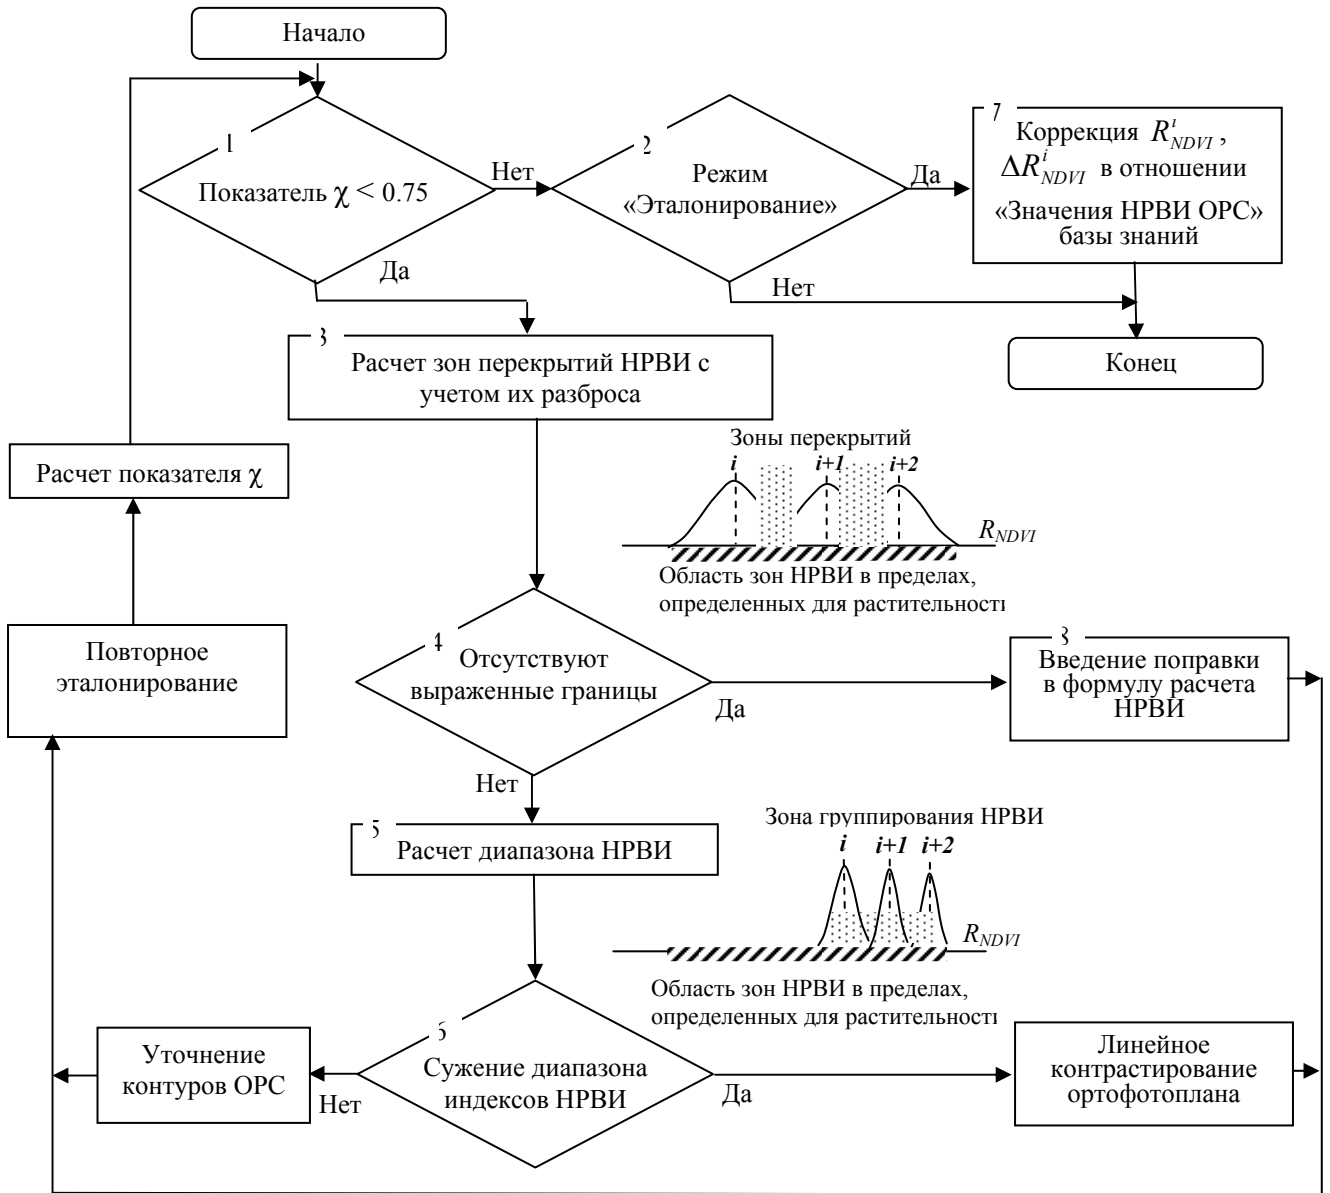 Начало
1
Показатель χ < 0.75
Нет
Да
2
Режим
«Эталонирование»
Да
Нет
7
Коррекция R^i_NDVI ,
ΔR^i_NDVI в отношении
«Значения НРВИ ОРС»
базы знаний
Конец
3
Расчет зон перекрытий НРВИ с
учетом их разброса
Расчет показателя χ
Зоны перекрытий
i i+1 i+2
R_NDVI
Область зон НРВИ в пределах,
определенных для растительности
Повторное
эталонирование
4
Отсутствуют
выраженные границы
Да
Нет
8
Введение поправки
в формулу расчета
НРВИ
5
Расчет диапазона НРВИ
Зона группирования НРВИ
i i+1 i+2
R_NDVI
Область зон НРВИ в пределах,
определенных для растительности
Уточнение
контуров ОРС
Нет
6
Сужение диапазона
индексов НРВИ
Да
Линейное
контрастирование
ортофотоплана